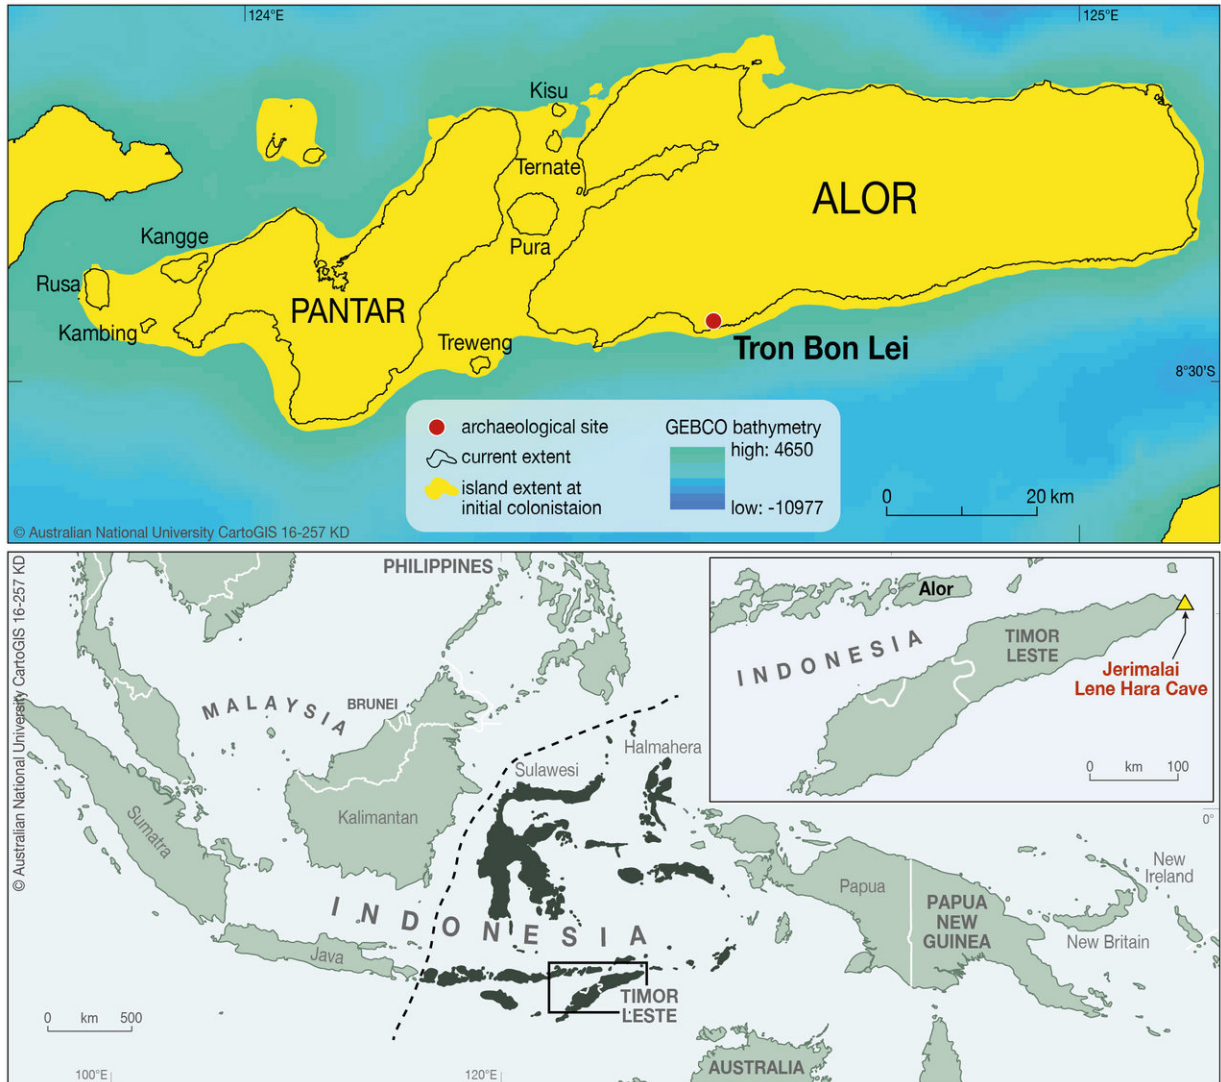 124°E
125°E
Kisu
Ternate
ALOR
Kangge
Pura
Rusa
PANTAR
Kambing
Treweng
Tron Bon Lei
8°30'S
archaeological site
current extent
island extent at
initial colonistaion
GEBCO bathymetry
high: 4650
low: -10977
0 20 km
© Australian National University CartoGIS 16-257 KD
© Australian National University CartoGIS 16-257 KD
PHILIPPINES
MALAYSIA
BRUNEI
Halmahera
Sulawesi
Kalimantan
Sumatra
INDONESIA
Java
TIMOR
LESTE
0 km 500
100°E
120°E
Papua
PAPUA
NEW
GUINEA
New
Ireland
New Britain
AUSTRALIA
0°
Alor
INDONESIA
TIMOR
LESTE
Jerimalai
Lene Hara Cave
0 km 100